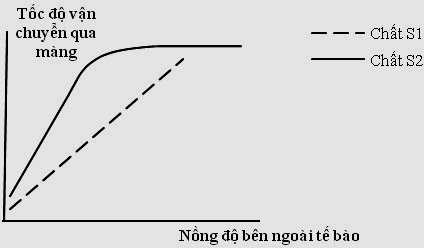 Tốc độ vận
chuyển qua
màng
Chất S1
Chất S2
Nồng độ bên ngoài tế bào